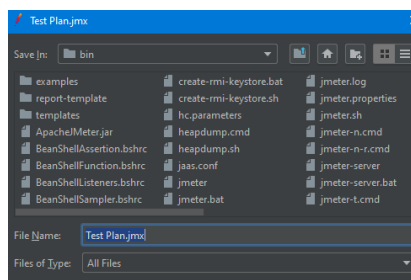 Test Plan.jmx
Save In: bin
examples
report-template
templates
ApacheJMeter.jar
BeanShellAssertion.bshrc
BeanShellFunction.bshrc
BeanShellListeners.bshrc
BeanShellSampler.bshrc
create-rmi-keystore.bat
create-rmi-keystore.sh
hc.parameters
heapdump.cmd
heapdump.sh
jaas.conf
jmeter
jmeter.bat
jmeter.log
jmeter.properties
jmeter.sh
jmeter-n.cmd
jmeter-n-r.cmd
jmeter-server
jmeter-server.bat
jmeter-t.cmd
File Name: Test Plan.jmx
Files of Type: All Files